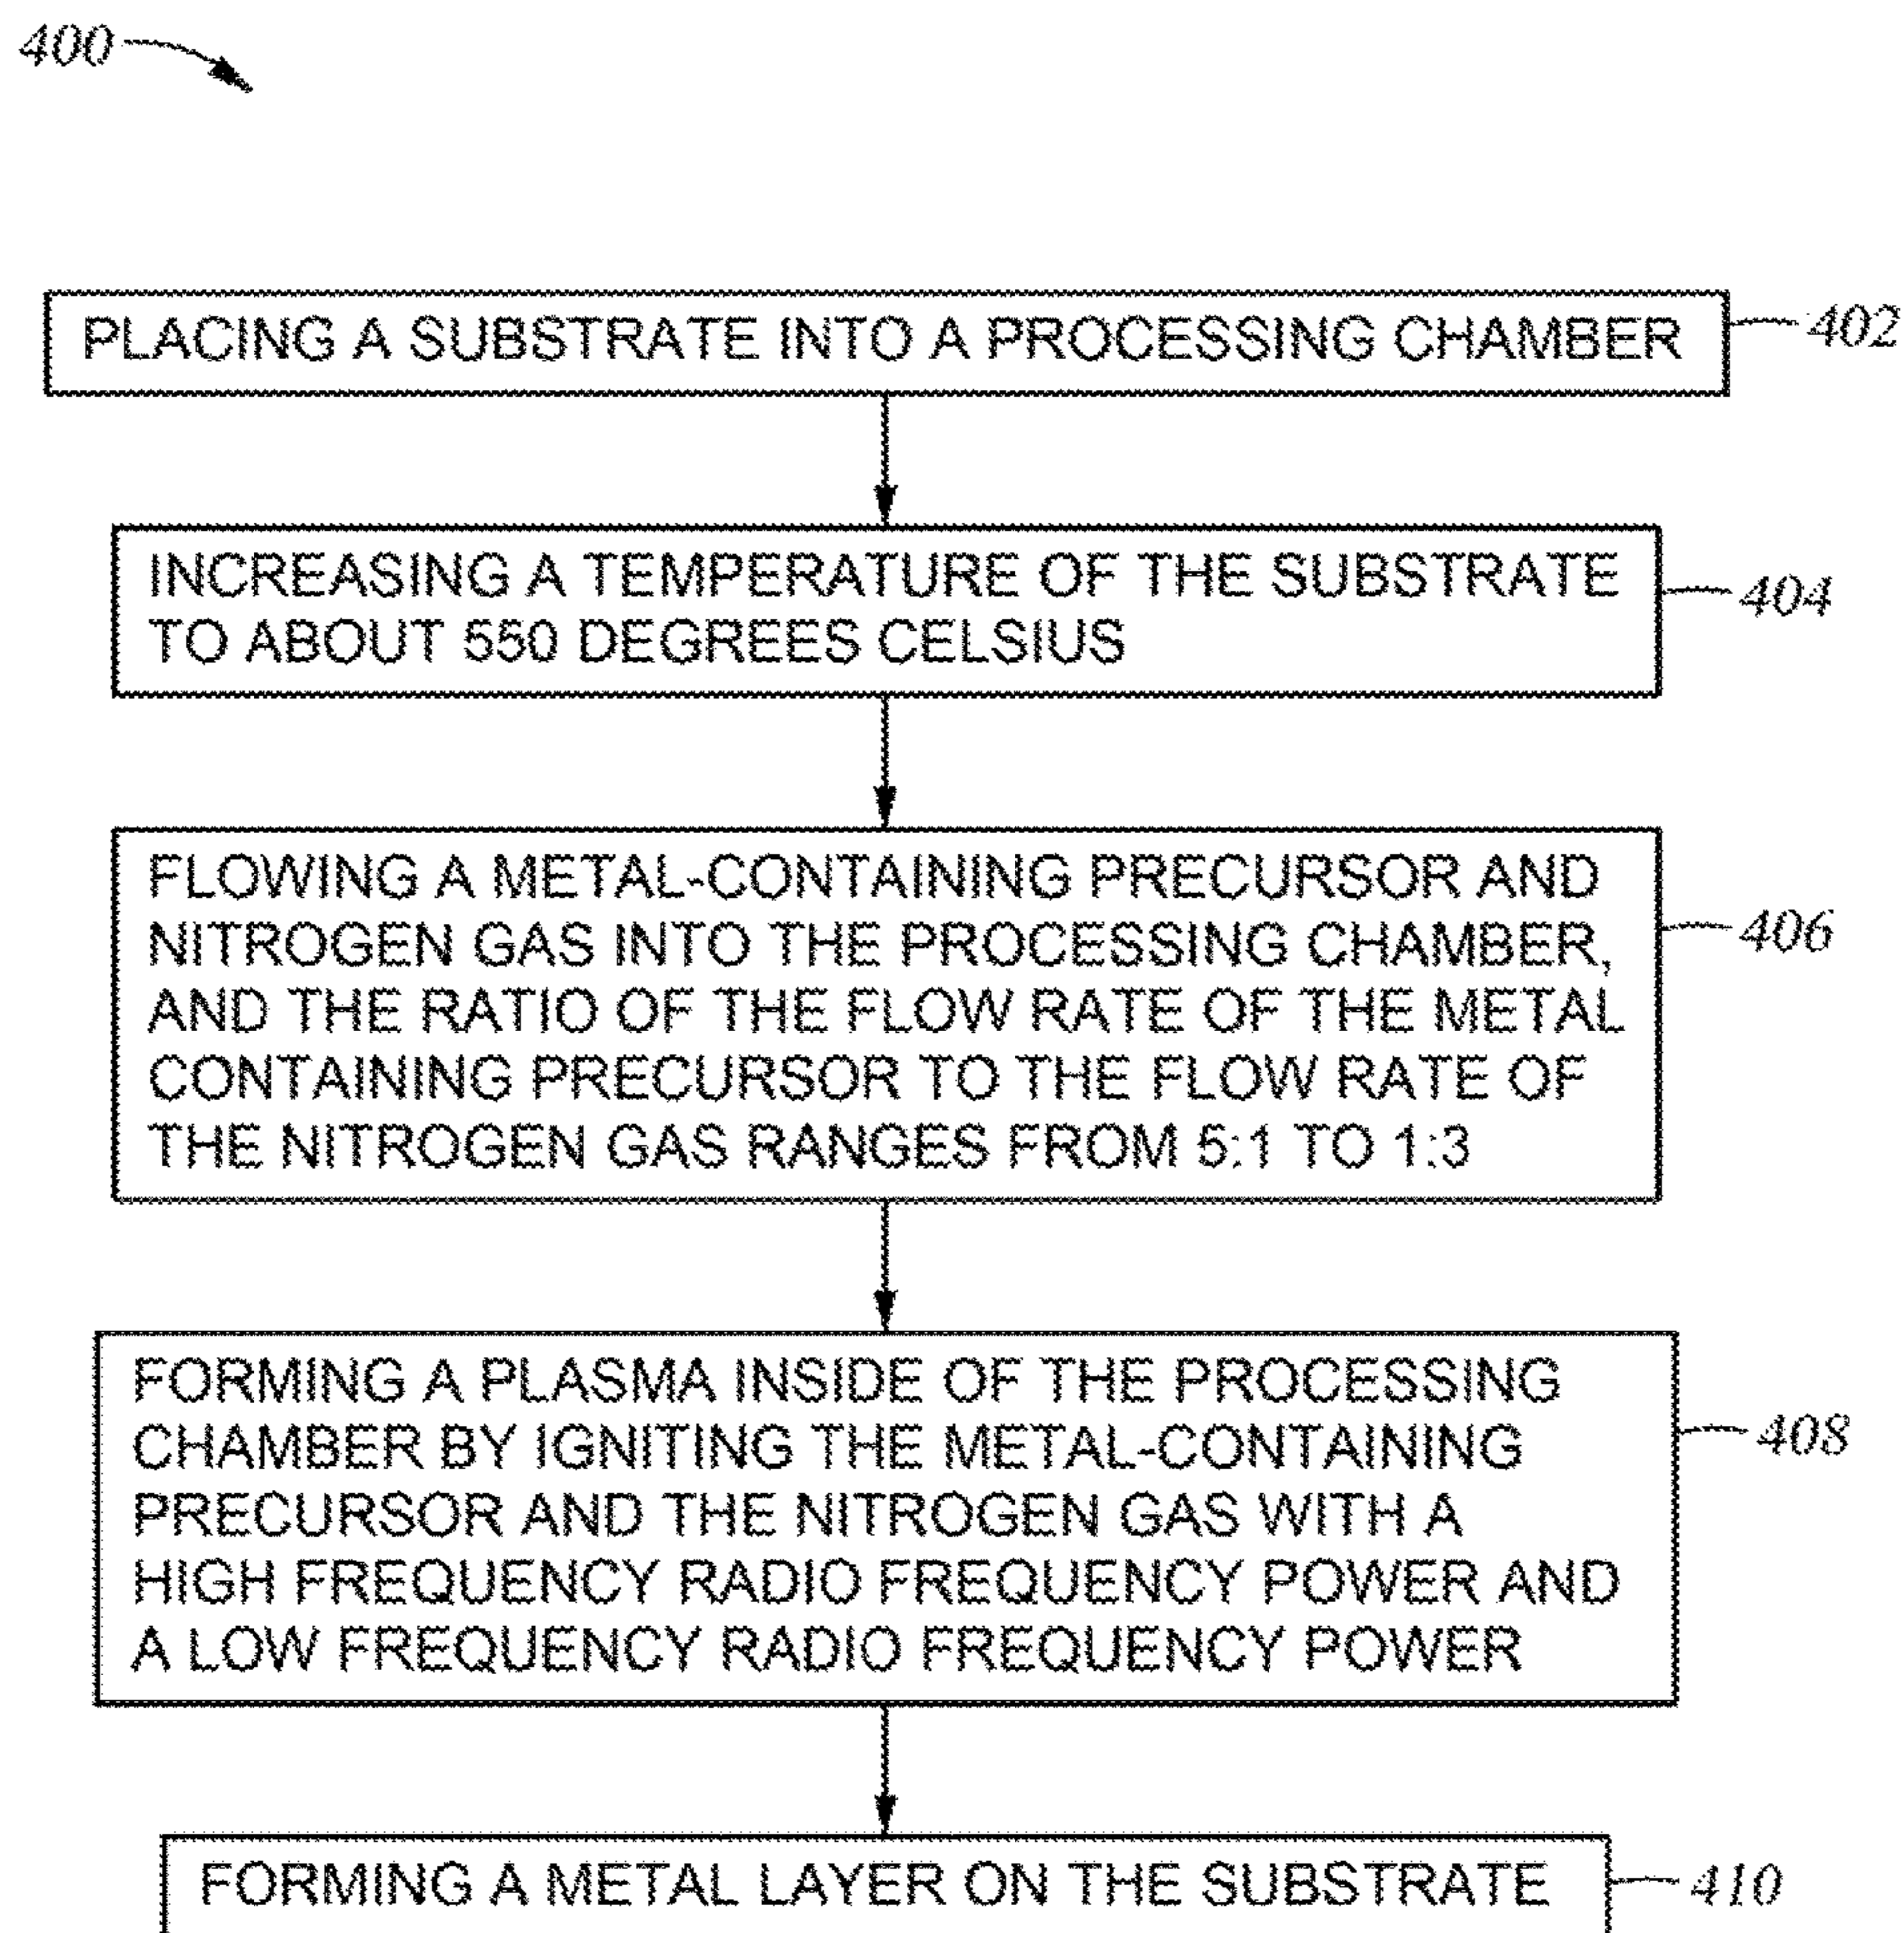 400
PLACING A SUBSTRATE INTO A PROCESSING CHAMBER
402
INCREASING A TEMPERATURE OF THE SUBSTRATE
TO ABOUT 550 DEGREES CELSIUS
404
FLOWING A METAL-CONTAINING PRECURSOR AND
NITROGEN GAS INTO THE PROCESSING CHAMBER,
AND THE RATIO OF THE FLOW RATE OF THE METAL
CONTAINING PRECURSOR TO THE FLOW RATE OF
THE NITROGEN GAS RANGES FROM 5:1 TO 1:3
406
FORMING A PLASMA INSIDE OF THE PROCESSING
CHAMBER BY IGNITING THE METAL-CONTAINING
PRECURSOR AND THE NITROGEN GAS WITH A
HIGH FREQUENCY RADIO FREQUENCY POWER AND
A LOW FREQUENCY RADIO FREQUENCY POWER
408
FORMING A METAL LAYER ON THE SUBSTRATE
410